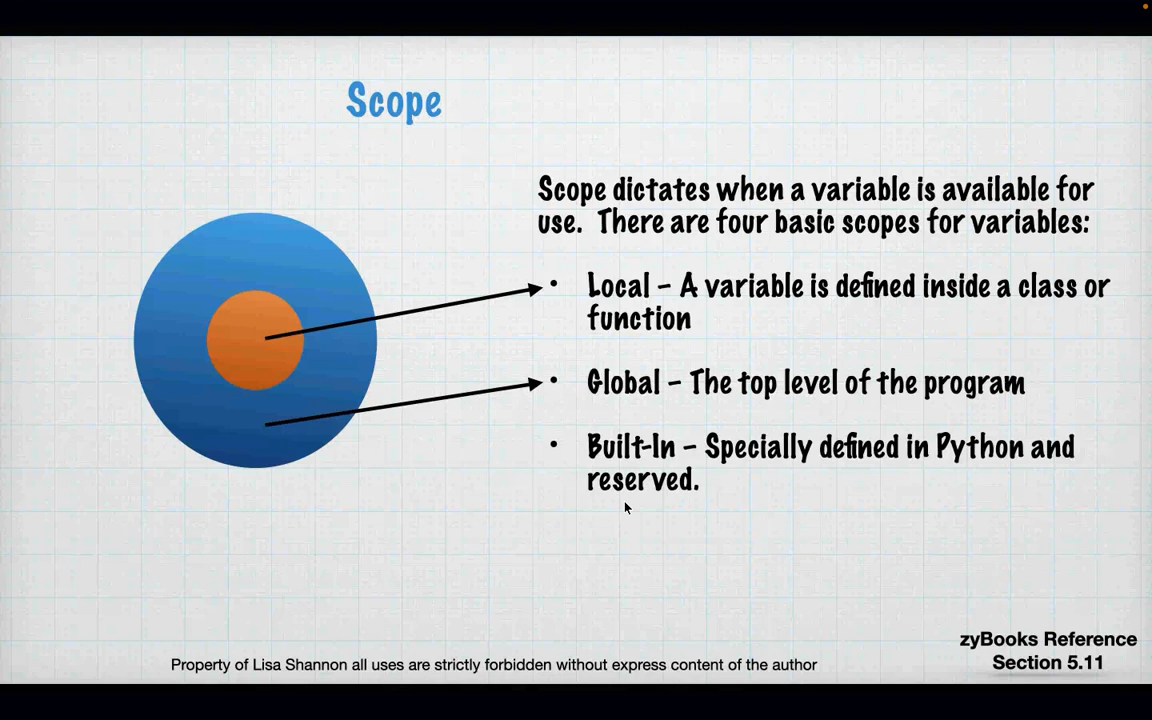 Scope
Scope dictates when a variable is available for
use. There are four basic scopes for variables:
• Local – A variable is defined inside a class or
function
• Global – The top level of the program
• Built-In – Specially defined in Python and
reserved.
zyBooks Reference
Section 5.11
Property of Lisa Shannon all uses are strictly forbidden without express content of the author